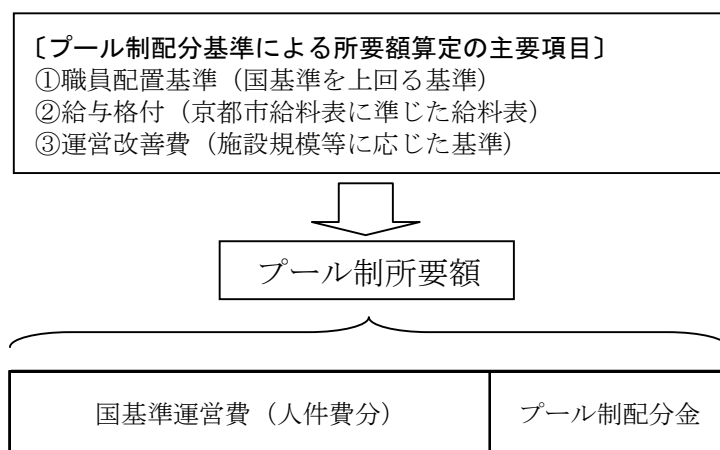 〔プール制配分基準による所要額算定の主要項目〕
①職員配置基準（国基準を上回る基準）
②給与格付（京都市給料表に準じた給料表）
③運営改善費（施設規模等に応じた基準）
プール制所要額
国基準運営費（人件費分）
プール制配分金